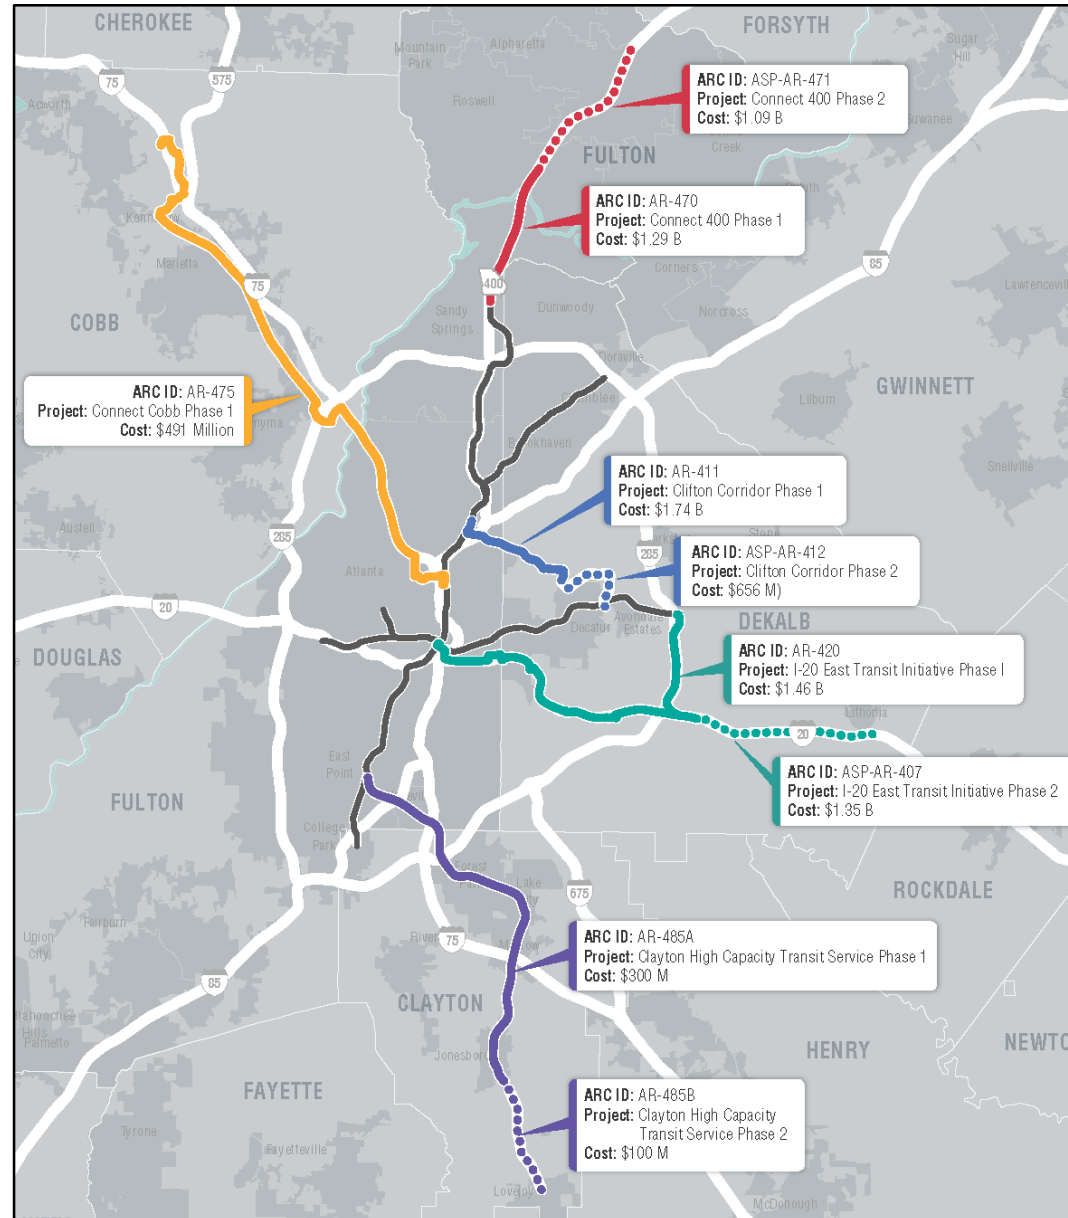 CHEROKEE
FORSYTH
Mountain
Park
Alpharetta
Sugar
Hill
75
575
Acworth
Roswell
ARC ID: ASP-AR-471
Project: Connect 400 Phase 2
Cost: $1.09 B
Suwanee
Creek
FULTON
ARC ID: AR-470
Project: Connect 400 Phase 1
Cost: $1.29 B
Marietta
Corners
85
75
400
Lawrenceville
COBB
Sandy
Springs
Dunwoody
Norcross
Doraville
GWINNETT
ARC ID: AR-475
Project: Connect Cobb Phase 1
Cost: $491 Million
Lilburn
Snellville
ARC ID: AR-411
Project: Clifton Corridor Phase 1
Cost: $1.74 B
Austell
285
Stone
285
ARC ID: ASP-AR-412
Project: Clifton Corridor Phase 2
Cost: $656 M)
Atlanta
20
Decatur
Avondale
Estates
DEKALB
DOUGLAS
ARC ID: AR-420
Project: I-20 East Transit Initiative Phase I
Cost: $1.46 B
Lithonia
20
East
Point
ARC ID: ASP-AR-407
Project: I-20 East Transit Initiative Phase 2
Cost: $1.35 B
FULTON
College
Park
Forest
Lake
675
ROCKDALE
Fairburn
Union
City
75
ARC ID: AR-485A
Project: Clayton High Capacity Transit Service Phase 1
Cost: $300 M
85
CLAYTON
Hills
Palmetto
Jonesboro
HENRY
NEWTO
FAYETTE
ARC ID: AR-485B
Project: Clayton High Capacity
Transit Service Phase 2
Cost: $100 M
Tyrone
Fayetteville
Lovejoy
McDonough